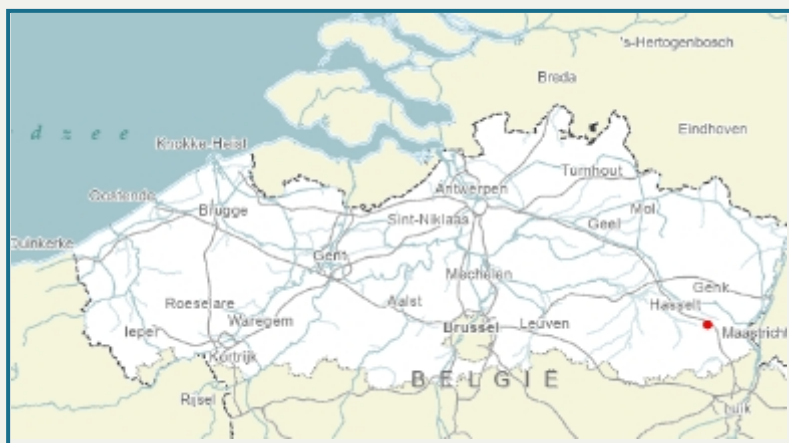 's-Hertogenbosch
Breda
d z e e
Eindhoven
Knokke-Heist
Turnhout
Antwerpen
Oostende
Mol
Brugge
Sint-Niklaas
Geel
Duinkerke
Gent
Mechelen
Genk
Roeselare
Aalst
Hasselt
Waregem
Ieper
Brussel
Leuven
Maastricht
Kortrijk
BELGIË
Rijsel
Luik